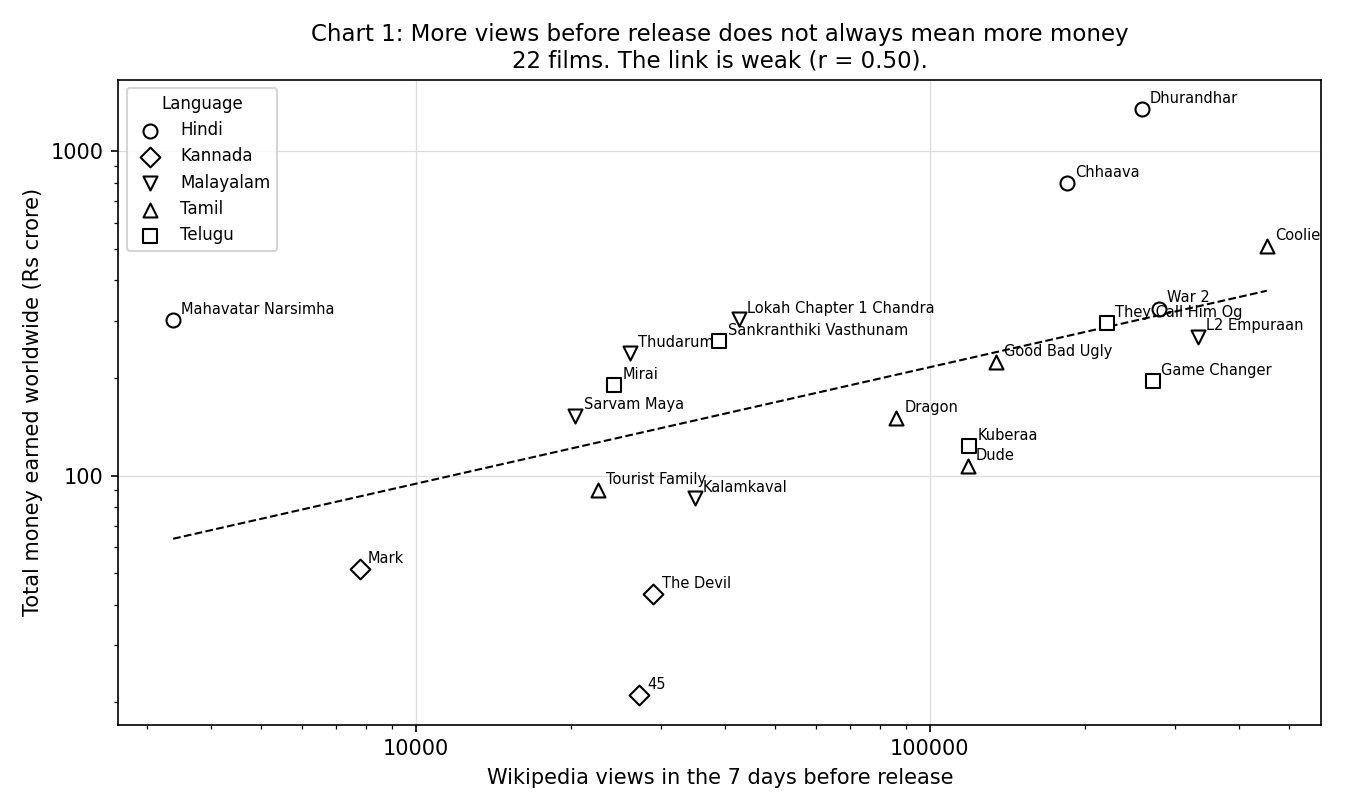 Chart 1: More views before release does not always mean more money
22 films. The link is weak (r = 0.50).
Language
Hindi
Kannada
Malayalam
Tamil
Telugu
Total money earned worldwide (Rs crore)
1000
100
Dhurandhar
Chhaava
Coolie
War 2
Mahavatar Narsimha
Lokah Chapter 1 Chandra
They Call Him Og
L2 Empuraan
Sankranthiki Vasthunam
Thudarum
Good Bad Ugly
Mirai
Game Changer
Sarvam Maya
Dragon
Kuberaa
Dude
Tourist Family
Kalamkaval
Mark
The Devil
45
10000
100000
Wikipedia views in the 7 days before release